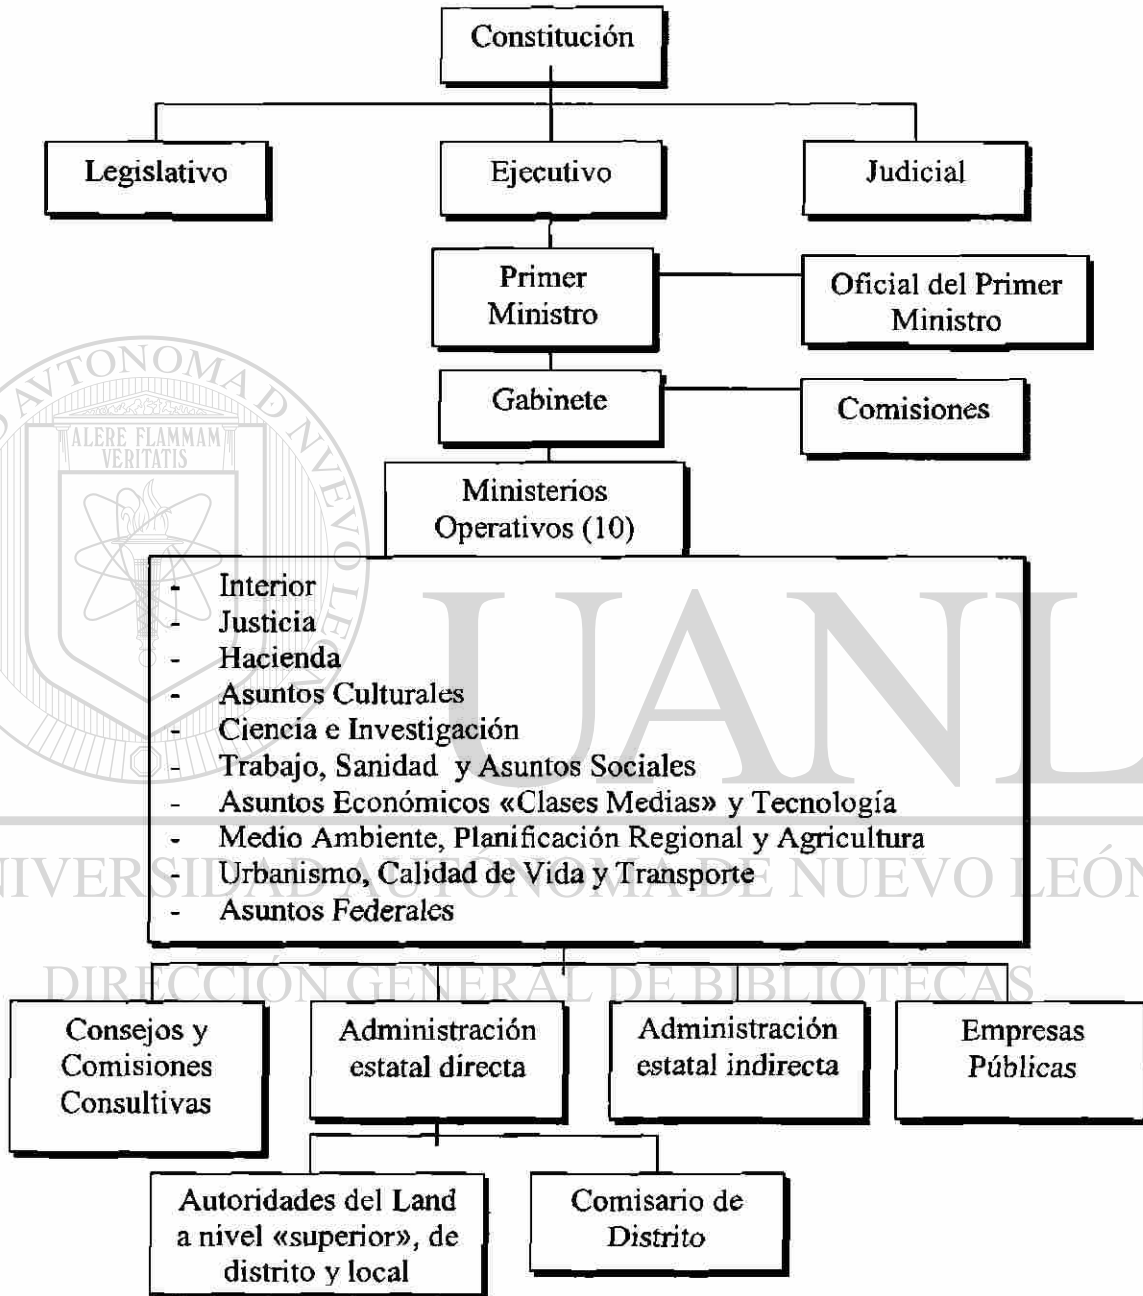 Constitución
Legislativo
Ejecutivo
Judicial
Primer
Ministro
Oficial del Primer
Ministro
Gabinete
Comisiones
Ministerios
Operativos (10)
- Interior
- Justicia
- Hacienda
- Asuntos Culturales
- Ciencia e Investigación
- Trabajo, Sanidad y Asuntos Sociales
- Asuntos Económicos «Clases Medias» y Tecnología
- Medio Ambiente, Planificación Regional y Agricultura
- Urbanismo, Calidad de Vida y Transporte
- Asuntos Federales
Consejos y
Comisiones
Consultivas
Administración
estatal directa
Administración
estatal indirecta
Empresas
Públicas
Autoridades del Land
a nivel «superior», de
distrito y local
Comisario de
Distrito
ALERE FLAMMAM
VERITATIS
UANL
UNIVERSIDAD AUTÓNOMA DE NUEVO LEÓN
DIRECCIÓN GENERAL DE BIBLIOTECAS